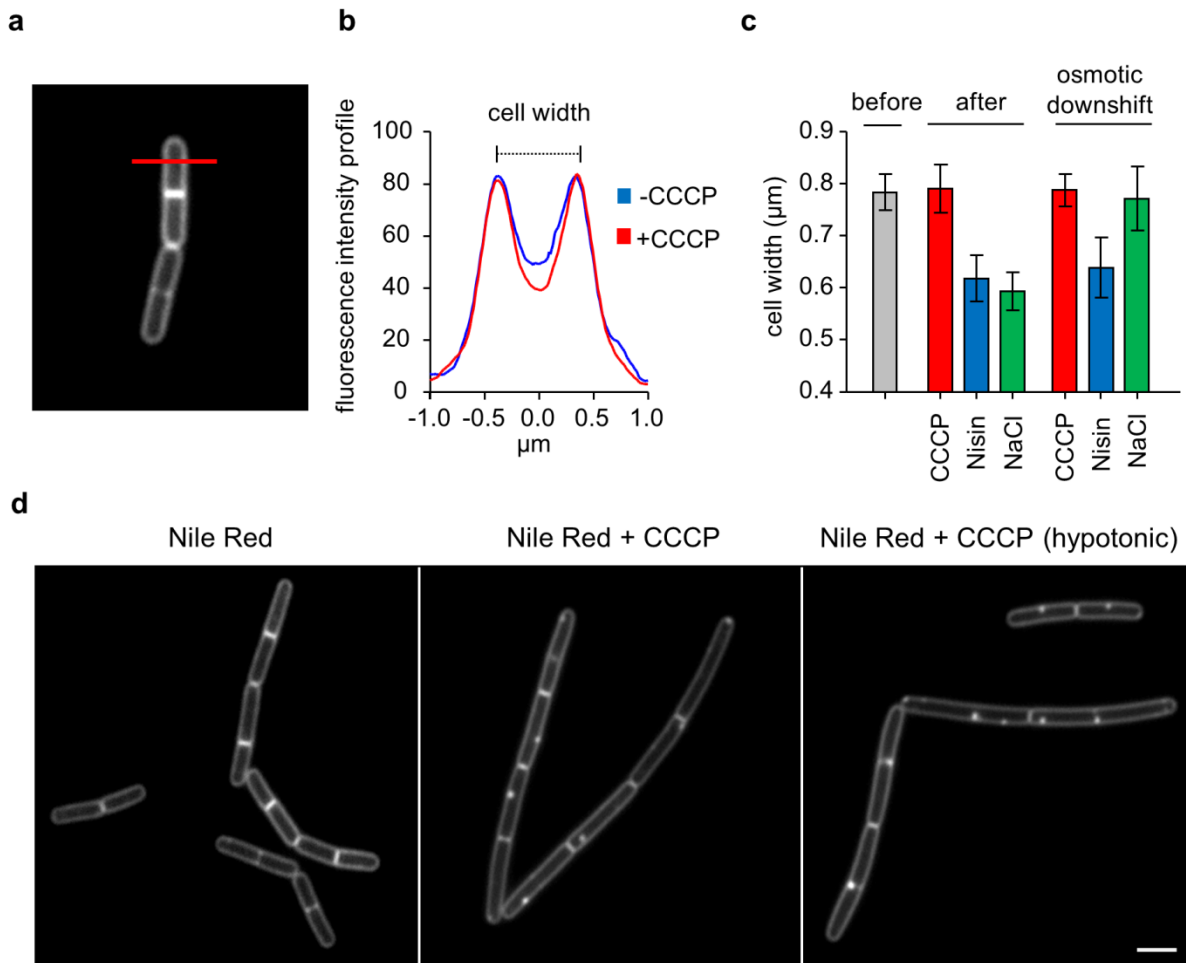 a
b
c
cell width
fluorescence intensity profile
100
80
60
40
20
0
-1.0 -0.5 0.0 0.5 1.0
µm
-CCCP
+CCCP
osmotic
before after downshift
cell width (µm)
0.9
0.8
0.7
0.6
0.5
0.4
CCCP Nisin NaCl CCCP Nisin NaCl
d
Nile Red Nile Red + CCCP Nile Red + CCCP (hypotonic)